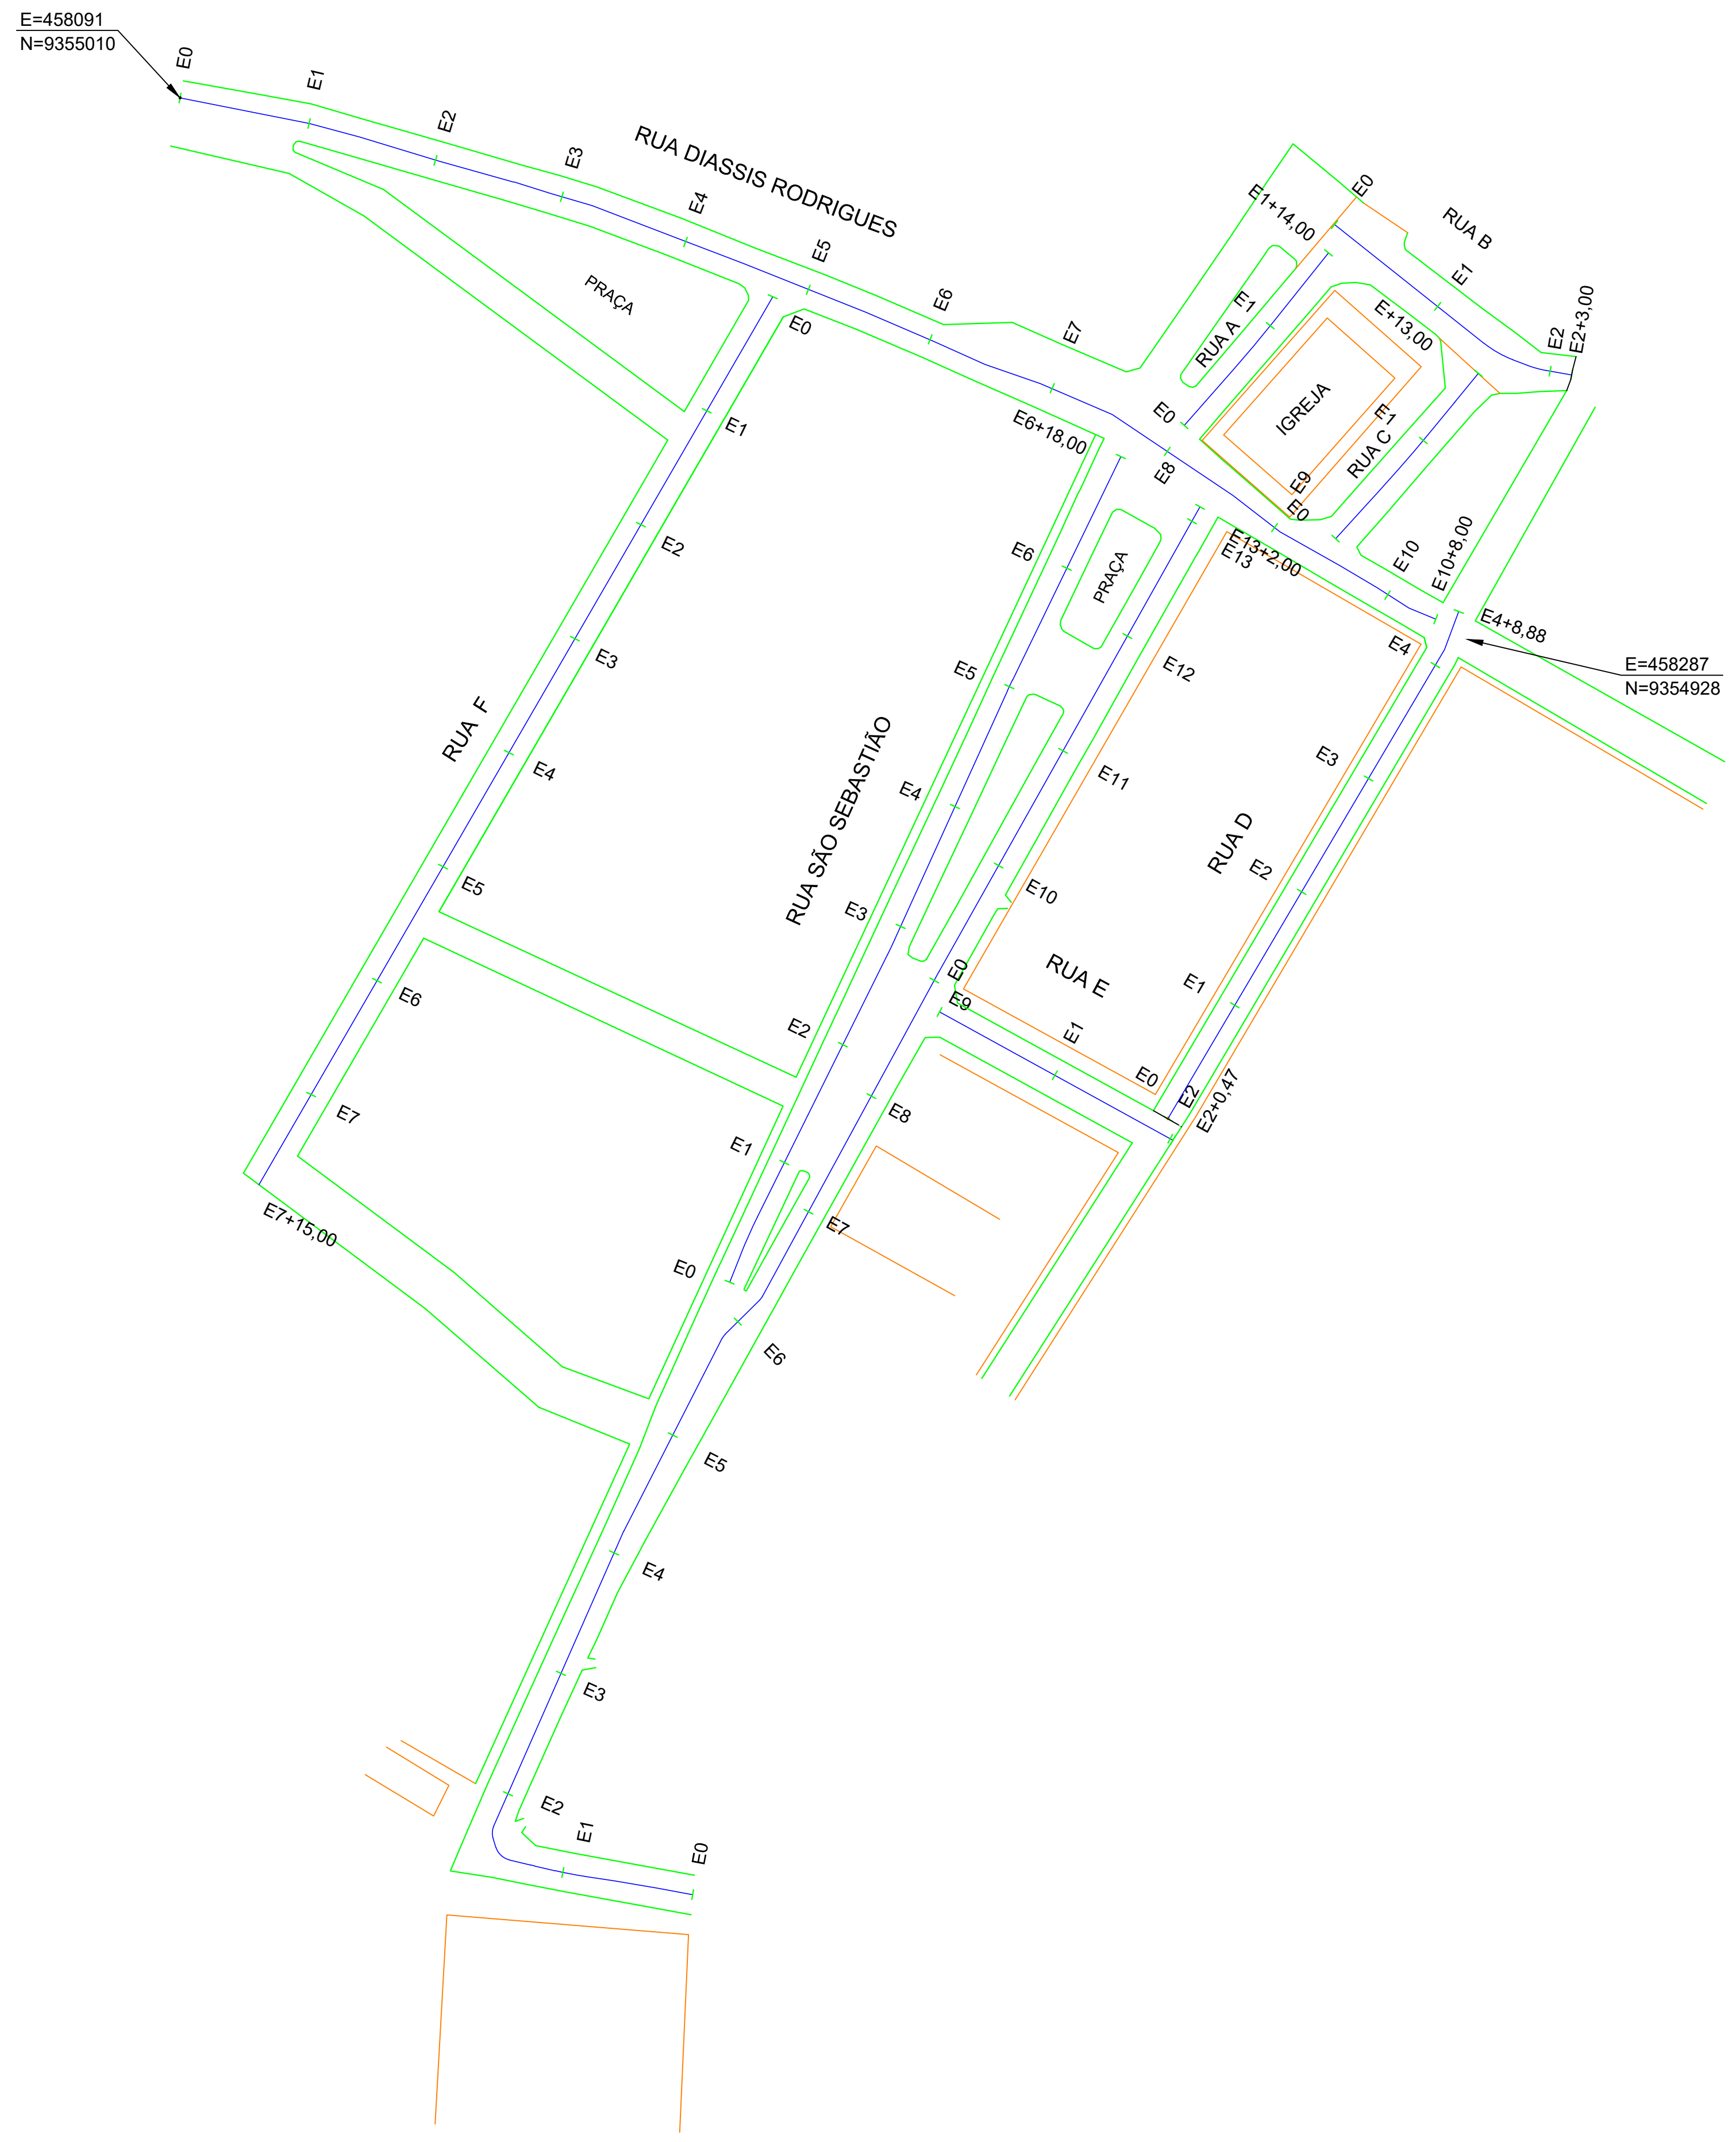 E=458091
N=9355010
E0
E1
E2
E3
RUA DIASSIS RODRIGUES
E4
E5
E6
E7
PRAÇA
E0
E1+14,00
E0
RUA B
E1
E2
E2+3,00
RUA A
E1
E+13,00
IGREJA
E1
RUA C
E0
E6+18,00
E8
E9
E0
E10
E10+8,00
E1
E2
E3
E4
E5
E6
E7
E7+15,00
RUA F
E6
PRAÇA
E13+2,00
E13
E4
E4+8,88
E=458287
N=9354928
E5
E12
E3
E4
E11
RUA SÃO SEBASTIÃO
RUA D
E2
E3
E10
E0
RUA E
E1
E9
E2
E1
E0
E2
E2+0,47
E1
E8
E7
E0
E6
E5
E4
E3
E2
E1
E0